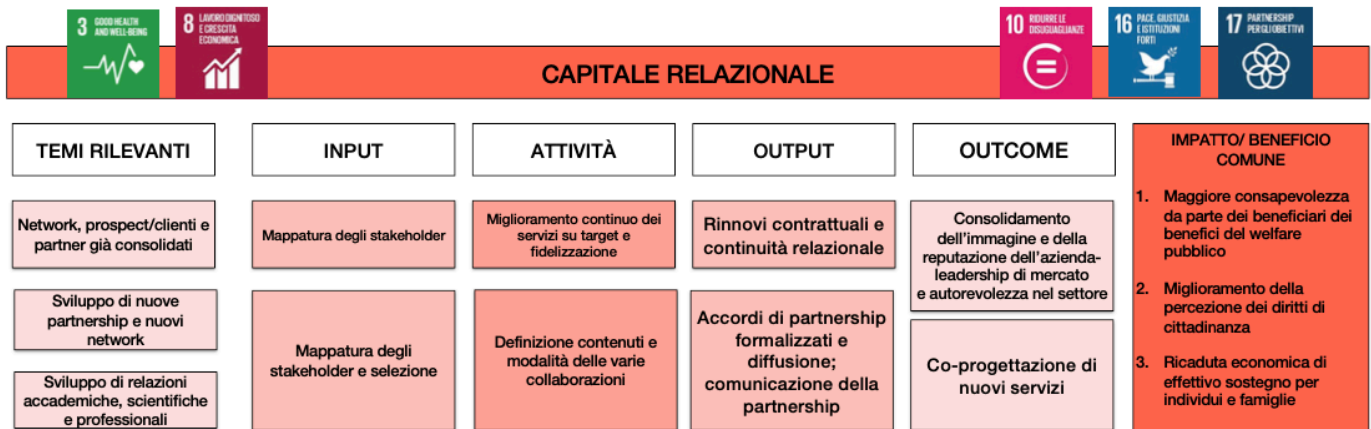 3 GOOD HEALTH
AND WELL-BEING
8 LAVORO DIGNITOSO
E CRESCITA
ECONOMICA
10 RIDURRE LE
DISUGUAGLIANZE
16 PACE, GIUSTIZIA
E ISTITUZIONI
FORTI
17 PARTNERSHIP
PER GLI OBIETTIVI
CAPITALE RELAZIONALE
TEMI RILEVANTI
Network, prospect/clienti e
partner già consolidati
Sviluppo di nuove
partnership e nuovi
network
Sviluppo di relazioni
accademiche, scientifiche
e professionali
INPUT
Mappatura degli stakeholder
Mappatura degli
stakeholder e selezione
ATTIVITÀ
Miglioramento continuo dei
servizi su target e
fidelizzazione
Definizione contenuti e
modalità delle varie
collaborazioni
OUTPUT
Rinnovi contrattuali e
continuità relazionale
Accordi di partnership
formalizzati e
diffusione;
comunicazione della
partnership
OUTCOME
Consolidamento
dell'immagine e della
reputazione dell'azienda-
leadership di mercato
e autorevolezza nel settore
Co-progettazione di
nuovi servizi
IMPATTO/ BENEFICIO
COMUNE
1. Maggiore consapevolezza
da parte dei beneficiari dei
benefici del welfare
pubblico
2. Miglioramento della
percezione dei diritti di
cittadinanza
3. Ricaduta economica di
effettivo sostegno per
individui e famiglie